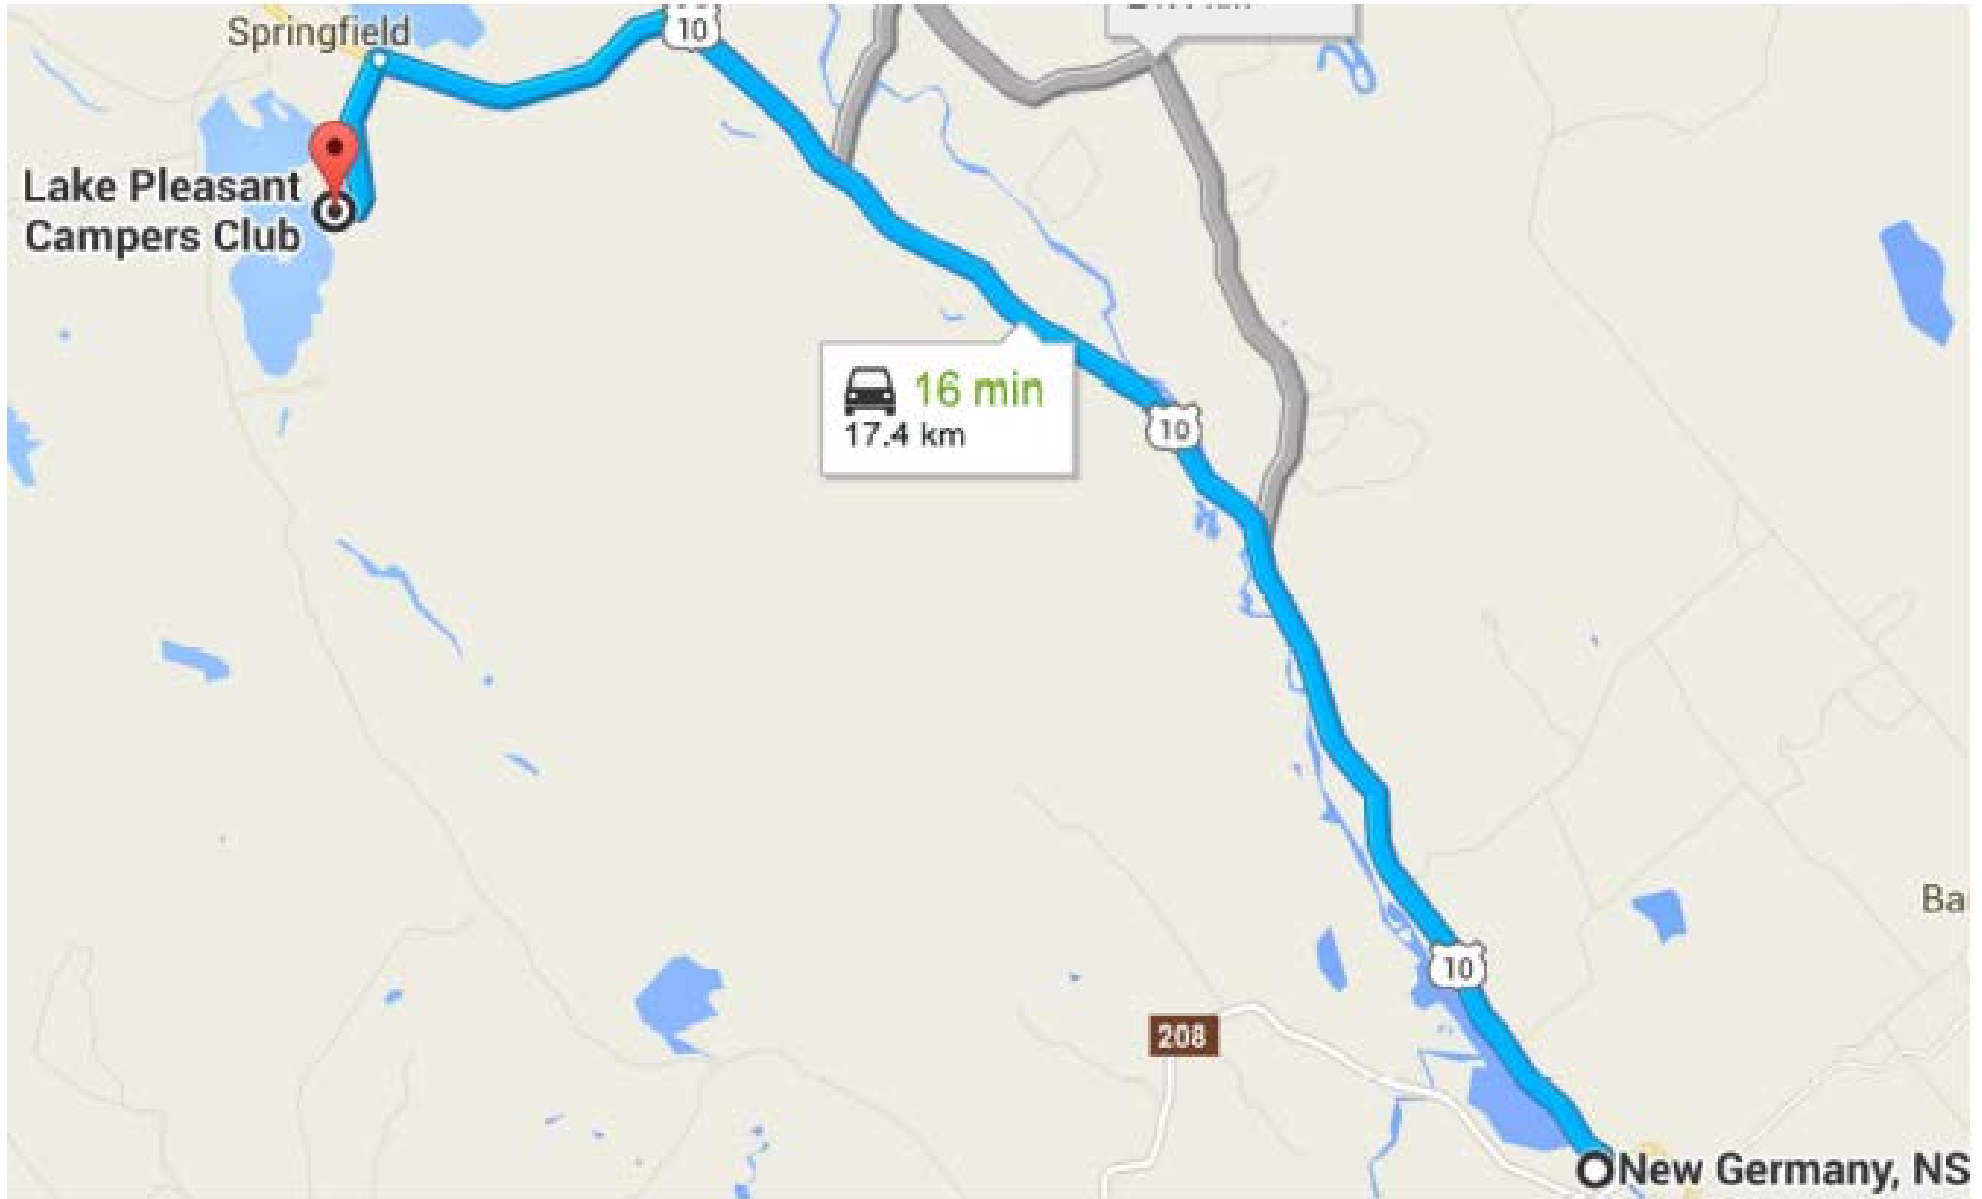 Springfield
10
Lake Pleasant
Campers Club
16 min
17.4 km
10
Ba
10
208
New Germany, NS